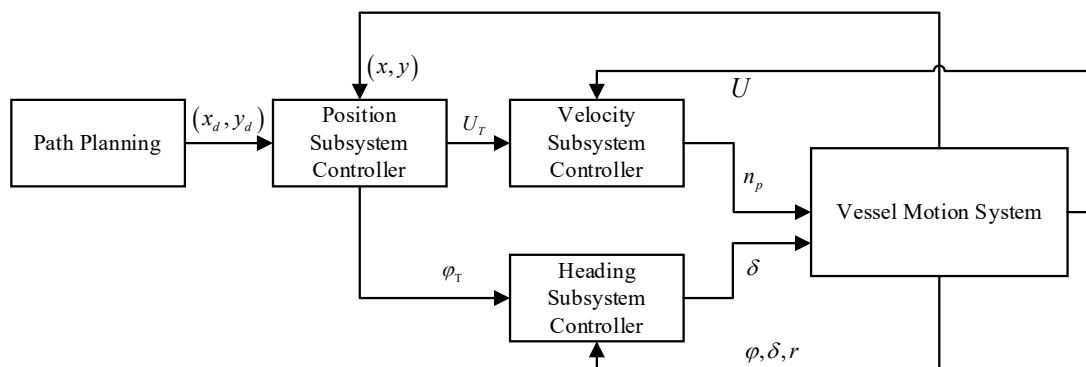 (x, y)
U
Path Planning
(x_d, y_d)
Position
Subsystem
Controller
U_T
Velocity
Subsystem
Controller
n_p
Vessel Motion System
φ_T
Heading
Subsystem
Controller
δ
φ, δ, r